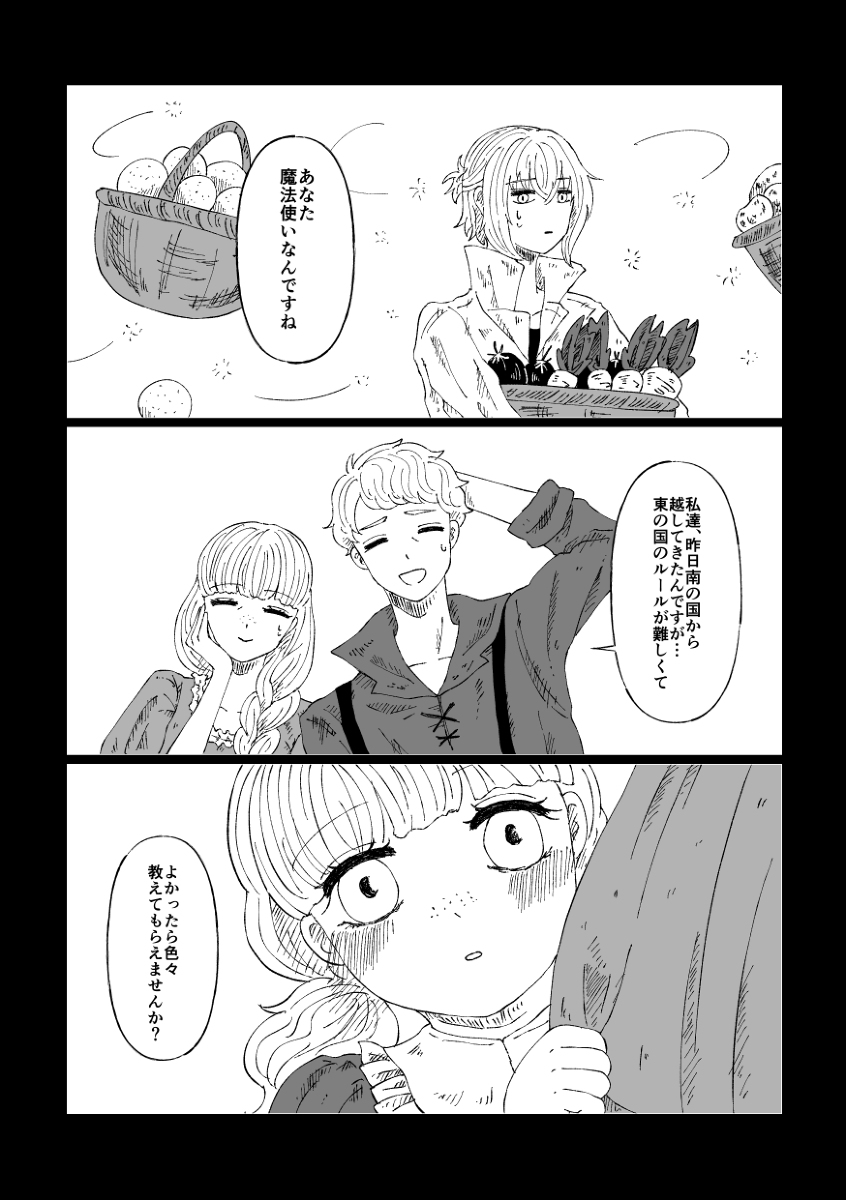 あなた
魔法使いなんですね
私達、昨日南の国から
越してきたんですが…
東の国のルールが難しくて
よかったら色々
教えてもらえませんか?